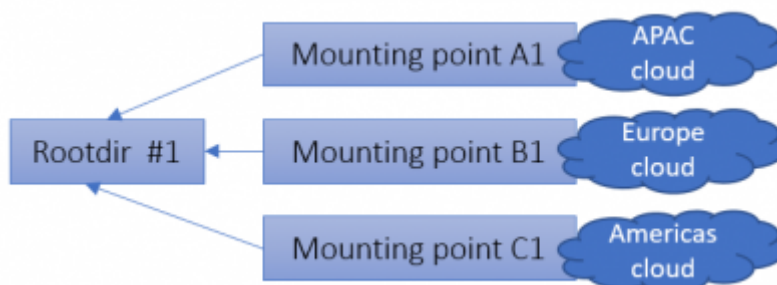 Mounting point A1
APAC
cloud
Rootdir #1
Mounting point B1
Europe
cloud
Mounting point C1
Americas
cloud